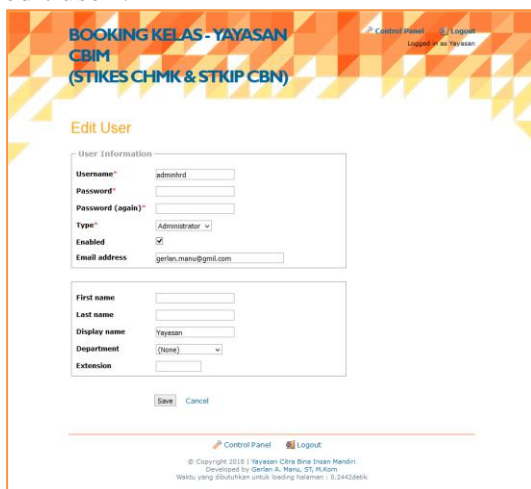 BOOKING KELAS - YAYASAN
CBIM
(STIKES CHMK & STKIP CBN)
Control Panel Logout
Logged in as Yayasan
Edit User
User Information
Username* adminhrd
Password*
Password (again)*
Type* Administrator
Enabled
Email address gerlan.manu@gmil.com
First name
Last name
Display name Yayasan
Department (None)
Extension
Save Cancel
Control Panel Logout
© Copyright 2018 | Yayasan Citra Bina Insan Mandiri
Developed by Gerlan A. Manu, ST, M.Kom
Waktu yang dibutuhkan untuk loading halaman : 0.2442detik